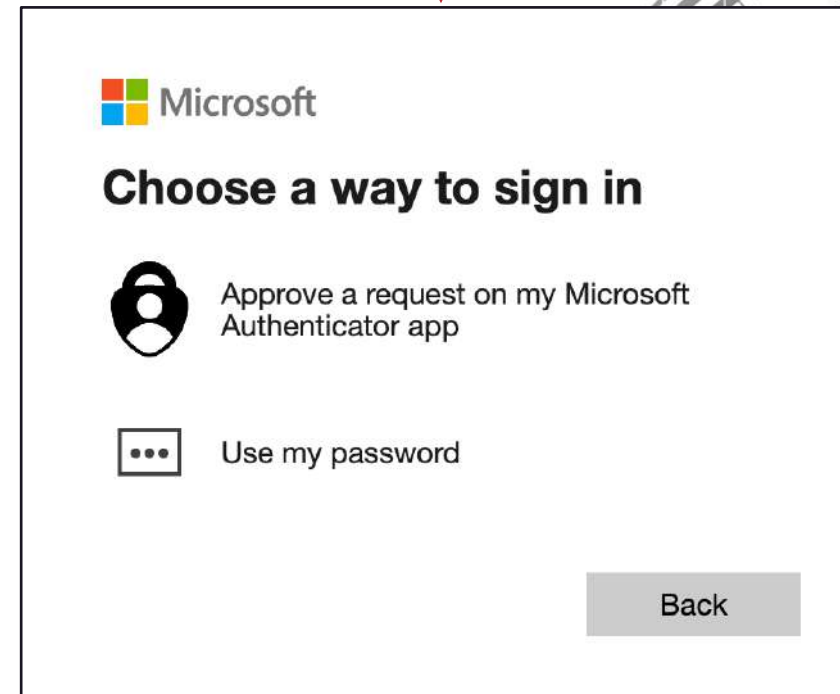 Microsoft
Choose a way to sign in
Approve a request on my Microsoft
Authenticator app
Use my password
Back